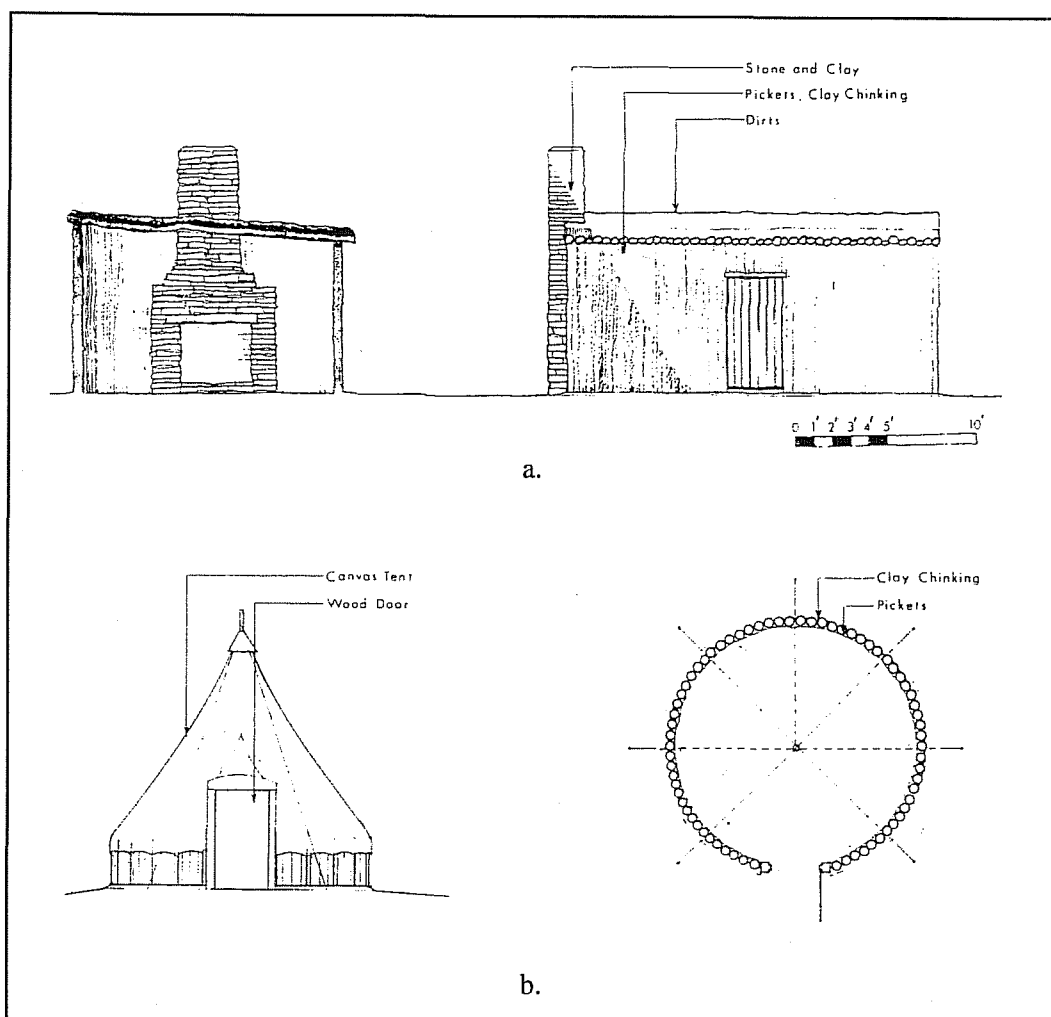 Stone and Clay
Pickers, Clay Chinking
Dirts
0 1' 2' 3' 4' 5' 10'
a.
Canvas Tent
Wood Door
Clay Chinking
Pickets
b.